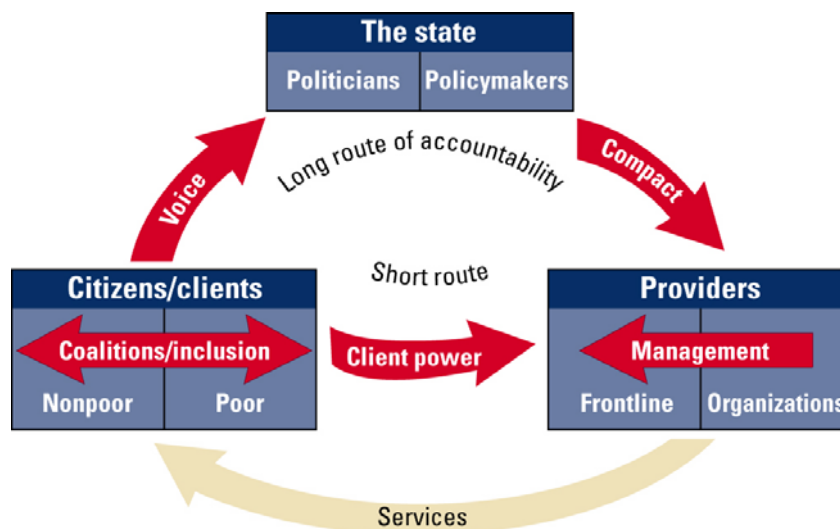 The state
Politicians
Policymakers
Long route of accountability
Voice
Compact
Short route
Citizens/clients
Coalitions/inclusion
Nonpoor
Poor
Client power
Providers
Management
Frontline
Organizations
Services